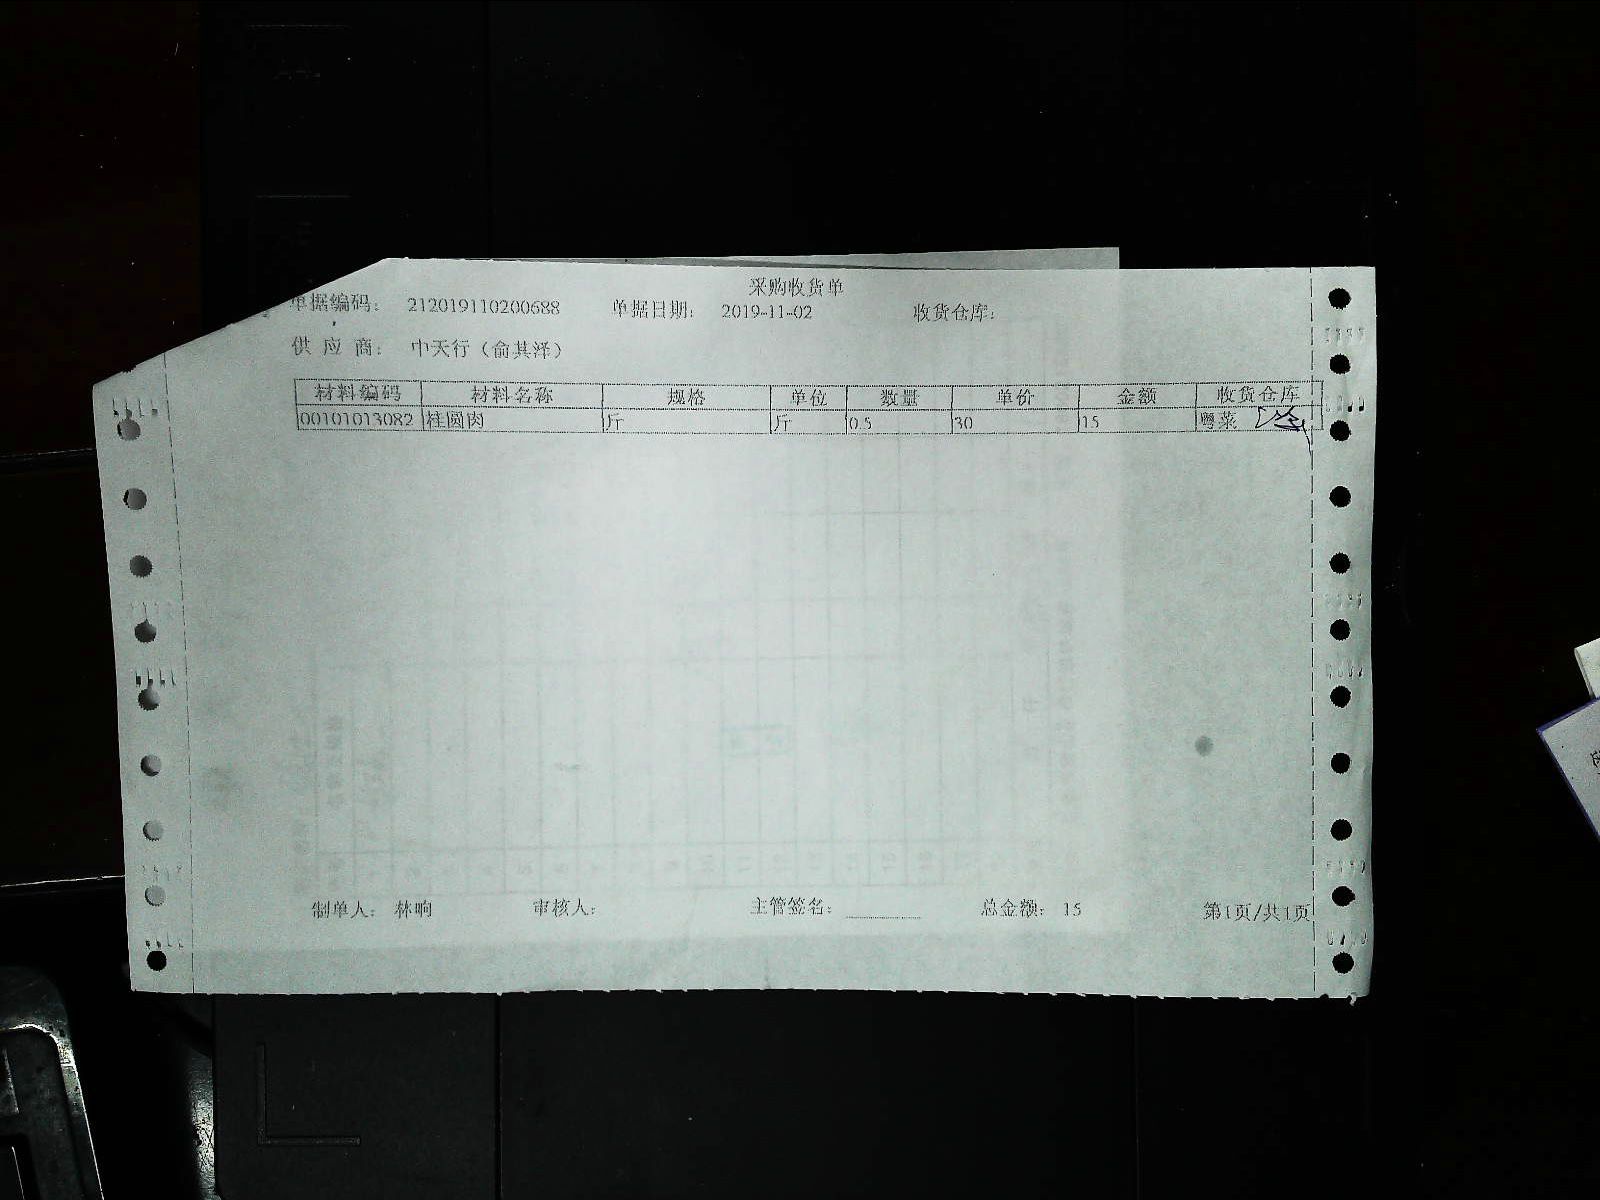 采购收货单
单据编码： 212019110200688 单据日期： 2019-11-02 收货仓库：
供 应 商： 中天行（俞其泽）
材料编码 材料名称 规格 单位 数量 单价 金额 收货仓库
00101013082 桂圆肉 斤 斤 0.5 30 15 粤菜
制单人： 林晌 审核人： 主管签名： 总金额： 15 第1页/共1页